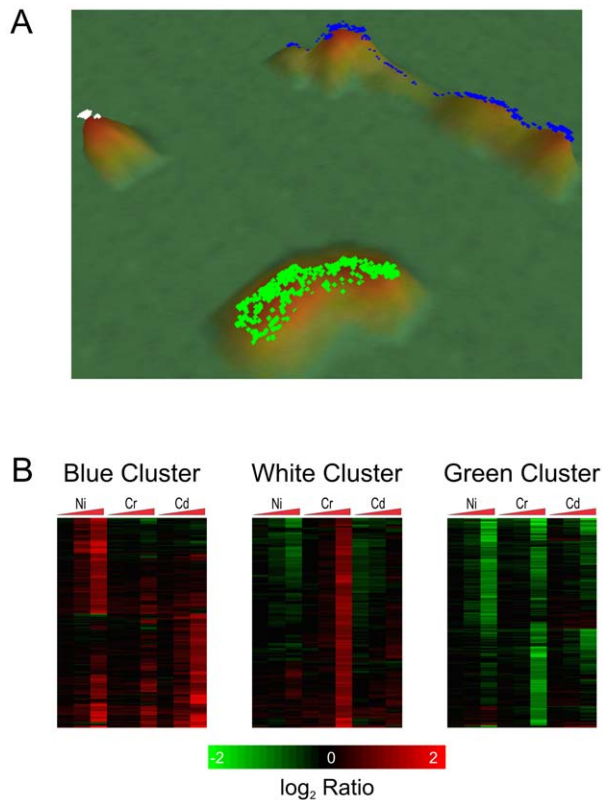 A
B
Blue Cluster White Cluster Green Cluster
Ni Cr Cd Ni Cr Cd Ni Cr Cd
-2 0 2
log₂ Ratio